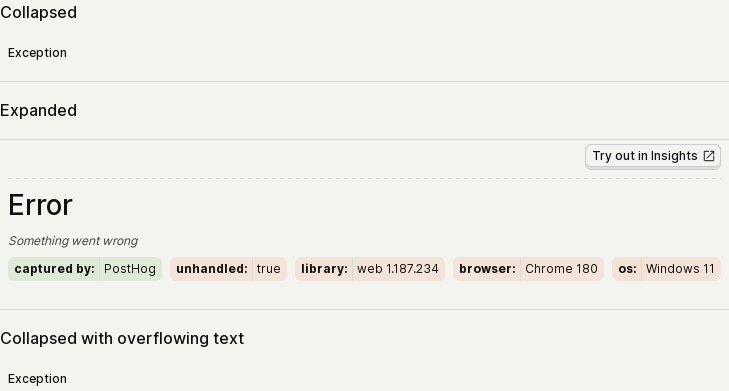 Collapsed
Exception
Expanded
Try out in Insights
Error
Something went wrong
captured by: PostHog unhandled: true library: web 1.187.234 browser: Chrome 180 os: Windows 11
Collapsed with overflowing text
Exception